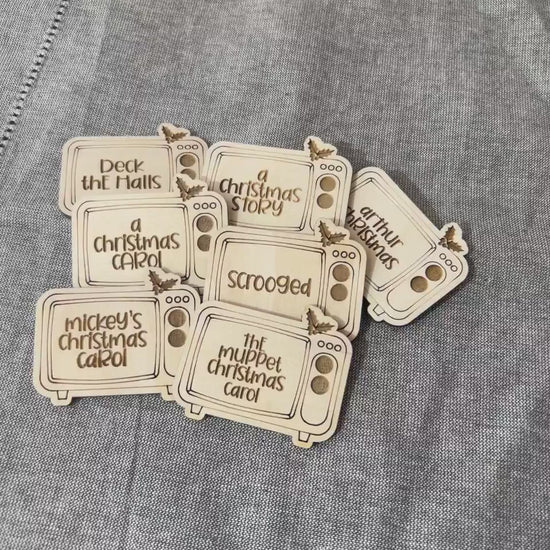 Deck
the Halls
a
christmas
story
arthur
christmas
a
christmas
carol
scrooged
mickey's
christmas
carol
the
muppet
christmas
carol